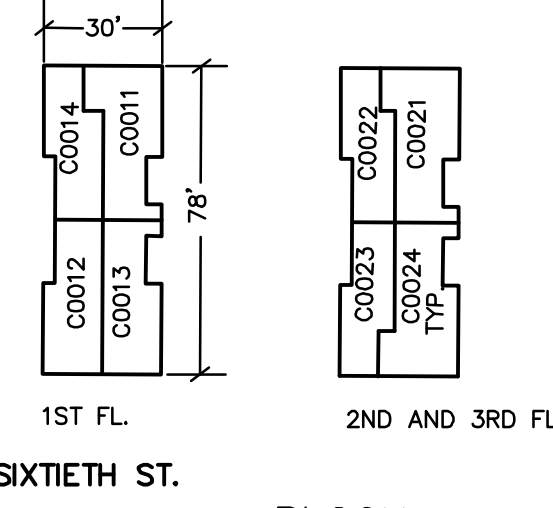 30'
C0014
C0011
78'
C0012
C0013
1ST FL.
C0022
C0021
C0023
C0024
TYP
2ND AND 3RD FL
SIXTIETH ST.